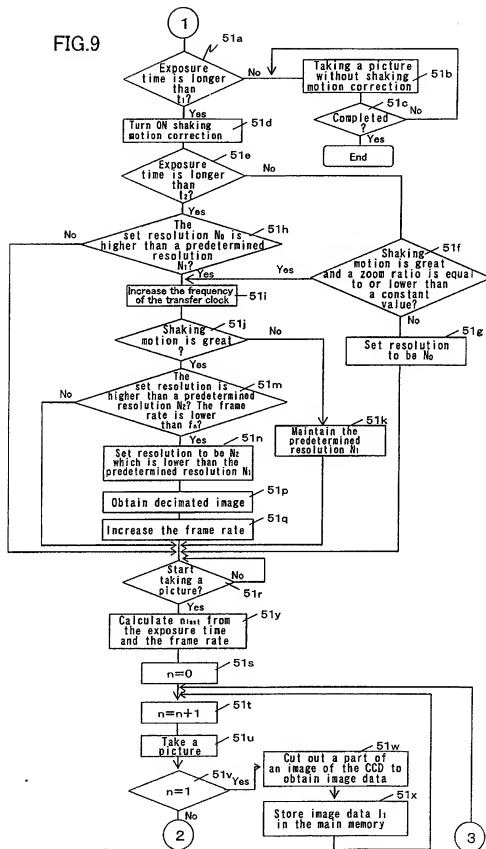 FIG.9
1
51a
Exposure
time is longer
than
t₁?
No
Yes
Taking a picture
without shaking
motion correction
51b
51c
Completed
?
No
Yes
End
51d
Turn ON shaking
motion correction
51e
Exposure
time is longer
than
t₂?
No
Yes
No
The
set resolution N₀ is
higher than a predetermined
resolution
N₁?
51h
Yes
Yes
Shaking
motion is great
and a zoom ratio is equal
to or lower than
a constant
value?
51f
No
51g
Set resolution
to be N₀
Increase the frequency
of the transfer clock
51i
51j
Shaking
motion is great
?
No
Yes
No
The
set resolution is
higher than a predetermined
resolution N₂? The frame
rate is lower
than f₀?
51m
Yes
51n
Set resolution to be N₂
which is lower than the
predetermined resolution N₁
51k
Maintain the
predetermined
resolution N₁
51p
Obtain decimated image
51q
Increase the frame rate
Start
taking a
picture?
No
51r
Yes
51y
Calculate nₗₐₛₜ from
the exposure time
and the frame rate
51s
n=0
51t
n=n+1
51u
Take a
picture
51v
n=1
Yes
No
51w
Cut out a part of
an image of the CCD to
obtain image data
51x
Store image data I₁
in the main memory
2
3